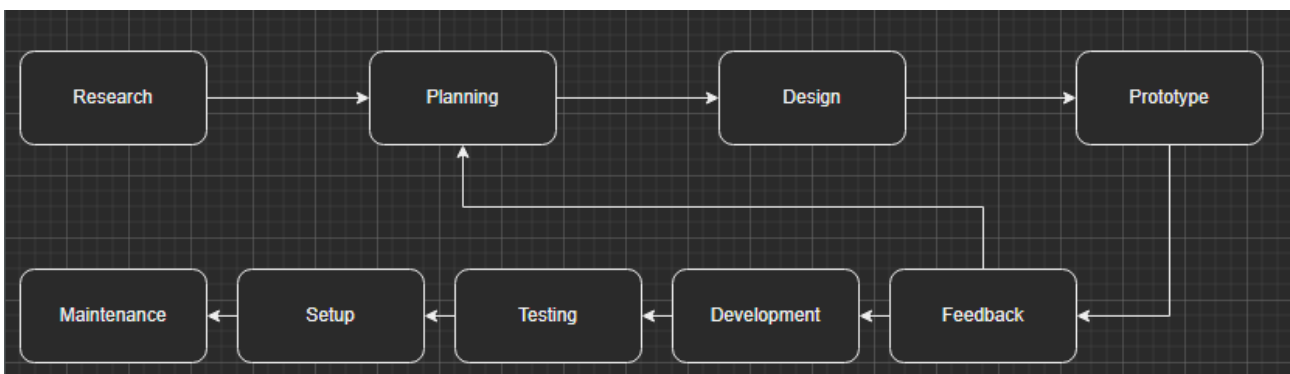 Research
Planning
Design
Prototype
Maintenance
Setup
Testing
Development
Feedback